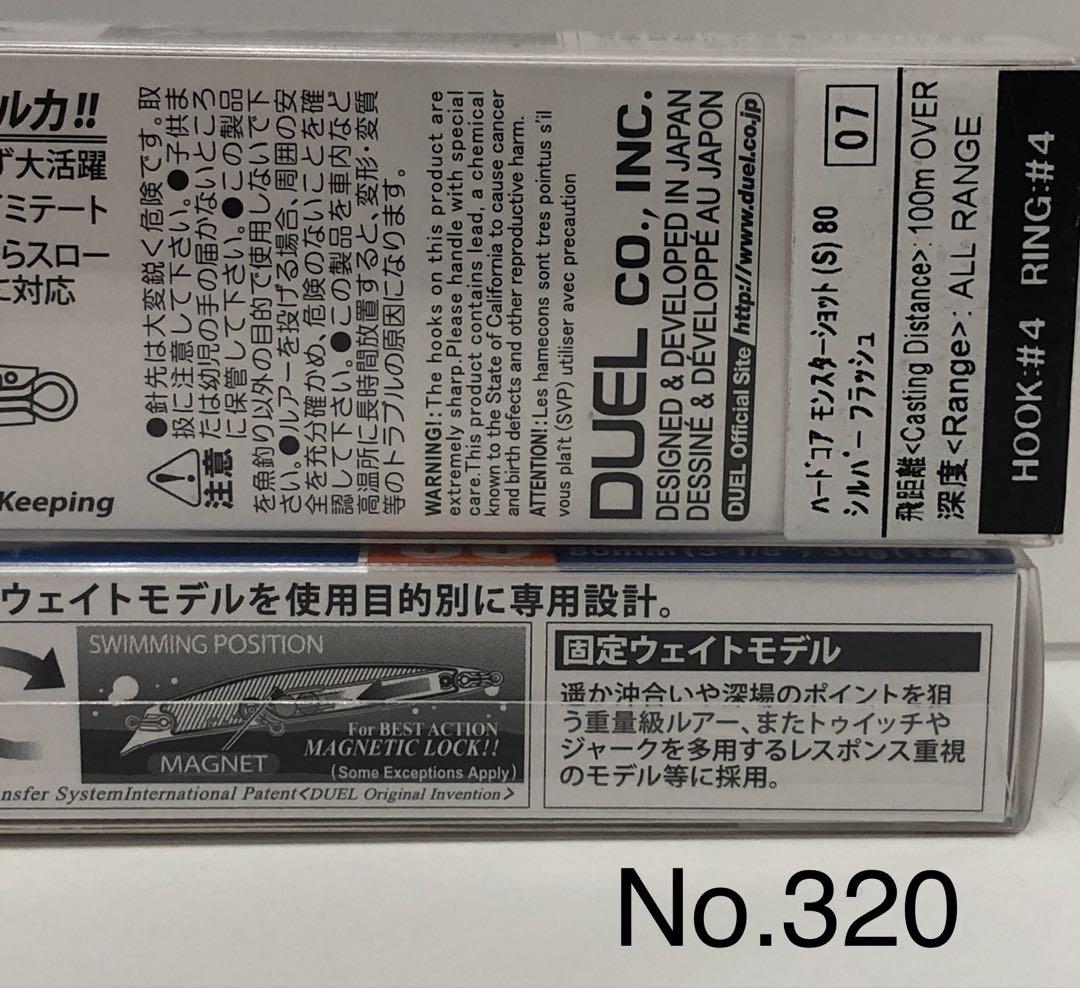 ルカ!!
ず大活躍
イミテート
らスロー
に対応
Keeping
注意
●針先は大変鋭く危険です。取
扱に注意して下さい。●子供ま
たは幼児の手の届かないところ
に保管して下さい。●この製品
を魚釣り以外の目的で使用しないで下
さい。●ルアーを投げる場合、周囲の安
全を充分確かめ、危険のないことを確
認して下さい。●この製品を車内など
高温所に長時間放置すると、変形・変質
等のトラブルの原因になります。
WARNING!: The hooks on this product are
extremely sharp.Please handle with special
care.This product contains lead, a chemical
known to the State of California to cause cancer
and birth defects and other reproductive harm.
ATTENTION!:Les hamecons sont tres pointus s'il
vous plaît (SVP) utiliser avec precaution
DUEL CO., INC.
DESIGNED & DEVELOPED IN JAPAN
DESSINÉ & DÉVELOPPÉ AU JAPON
DUEL Official Site / http://www.duel.co.jp
07
ハードコア モンスターショット(S) 80
シルバー フラッシュ
飛距離<Casting Distance>: 100m OVER
深度<Range>: ALL RANGE
HOOK:#4 RING:#4
ウェイトモデルを使用目的別に専用設計。
SWIMMING POSITION
For BEST ACTION
MAGNETIC LOCK!!
MAGNET
(Some Exceptions Apply)
nsfer SystemInternational Patent<DUEL Original Invention>
固定ウェイトモデル
遥か沖合いや深場のポイントを狙
う重量級ルアー、またトゥイッチや
ジャークを多用するレスポンス重視
のモデル等に採用。
No.320